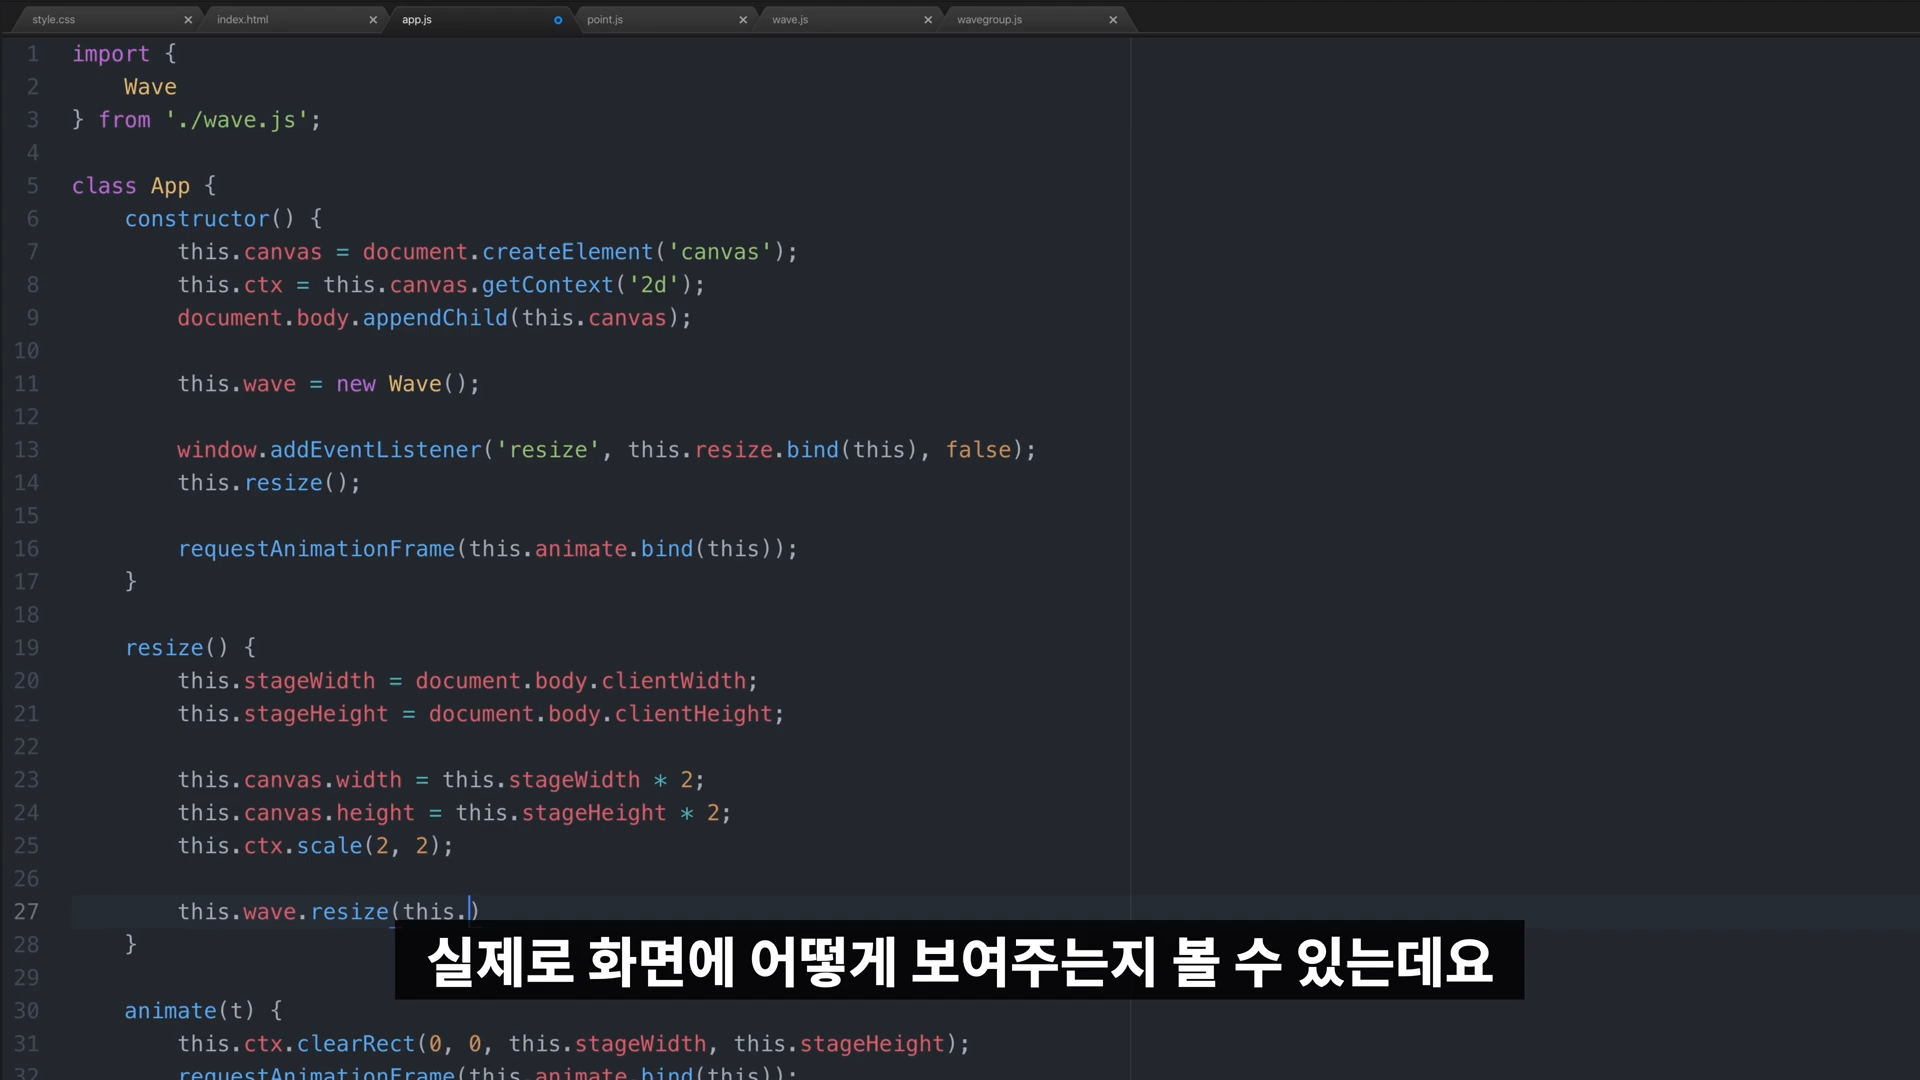 style.css index.html app.js point.js wave.js wavegroup.js
1 import {
2 Wave
3 } from './wave.js';
4
5 class App {
6 constructor() {
7 this.canvas = document.createElement('canvas');
8 this.ctx = this.canvas.getContext('2d');
9 document.body.appendChild(this.canvas);
10
11 this.wave = new Wave();
12
13 window.addEventListener('resize', this.resize.bind(this), false);
14 this.resize();
15
16 requestAnimationFrame(this.animate.bind(this));
17 }
18
19 resize() {
20 this.stageWidth = document.body.clientWidth;
21 this.stageHeight = document.body.clientHeight;
22
23 this.canvas.width = this.stageWidth * 2;
24 this.canvas.height = this.stageHeight * 2;
25 this.ctx.scale(2, 2);
26
27 this.wave.resize(this.)
28 }
실제로 화면에 어떻게 보여주는지 볼 수 있는데요
29
30 animate(t) {
31 this.ctx.clearRect(0, 0, this.stageWidth, this.stageHeight);
32 requestAnimationFrame(this.animate.bind(this));